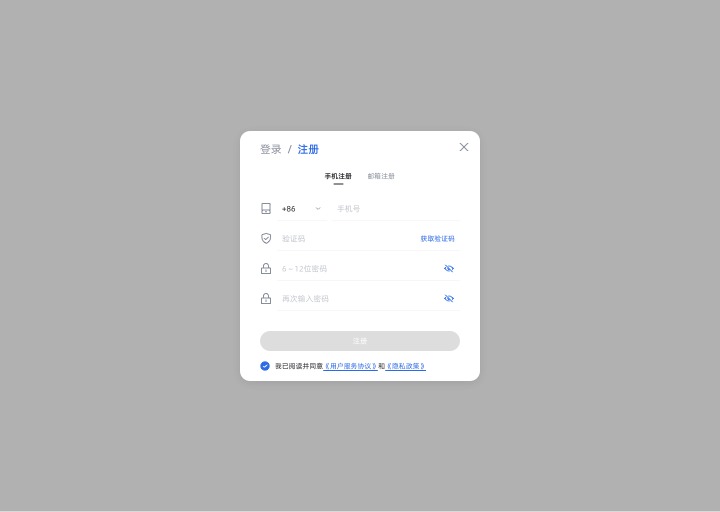 登录 / 注册
手机注册 邮箱注册
+86 手机号
验证码 获取验证码
6 – 12位密码
再次输入密码
注册
我已阅读并同意《用户服务协议》和《隐私政策》